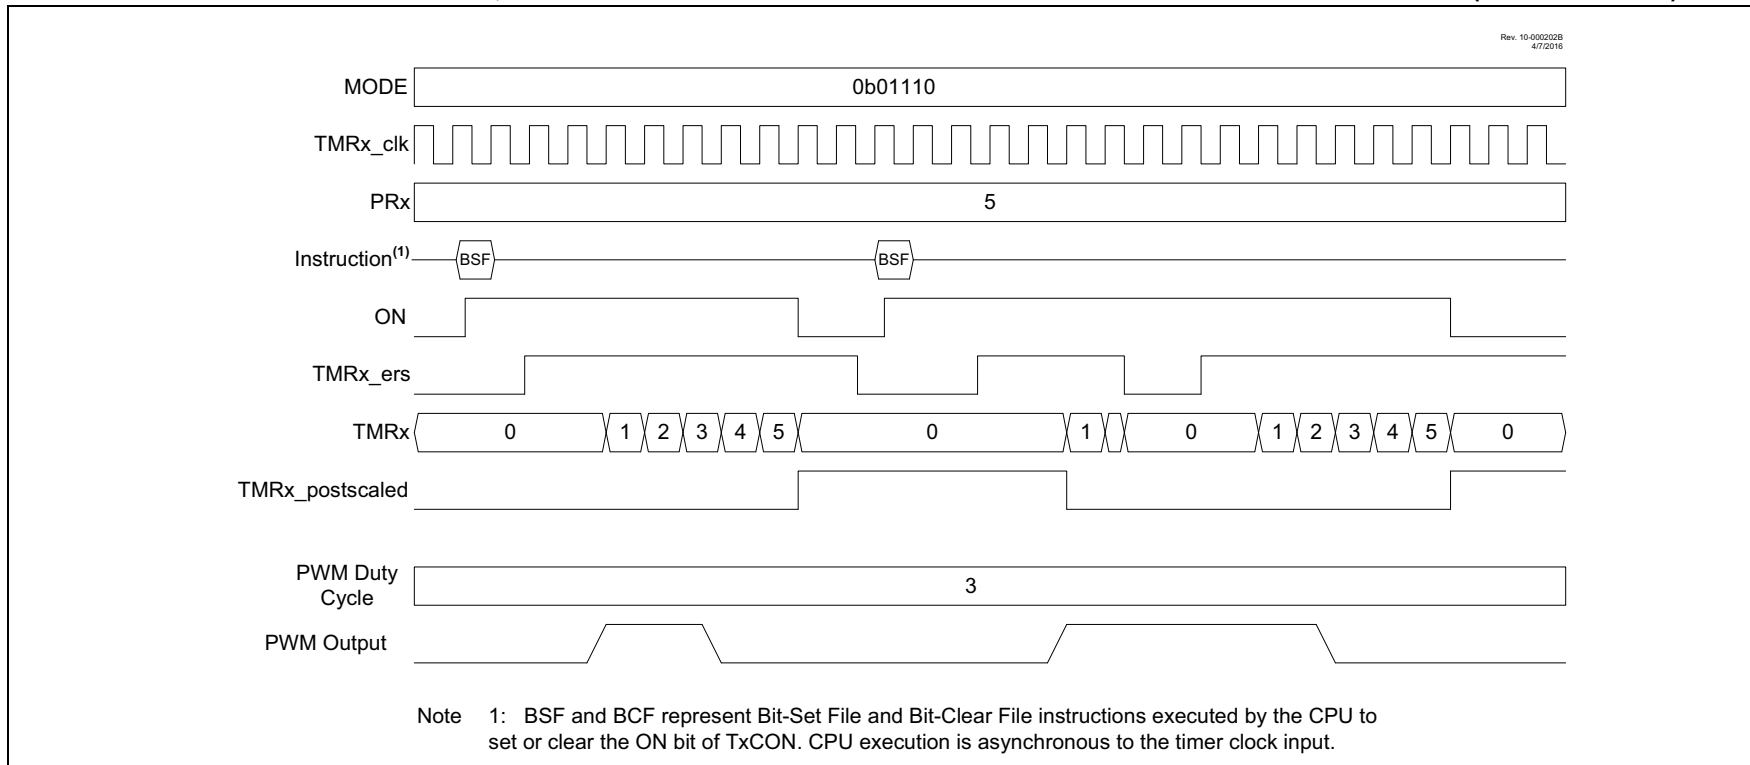 Rev. 10-000202B
4/7/2016
MODE 0b01110
TMRx_clk
PRx 5
Instruction(1) BSF BSF
ON
TMRx_ers
TMRx 0 1 2 3 4 5 0 1 0 1 2 3 4 5 0
TMRx_postscaled
PWM Duty
Cycle 3
PWM Output
Note 1: BSF and BCF represent Bit-Set File and Bit-Clear File instructions executed by the CPU to
set or clear the ON bit of TxCON. CPU execution is asynchronous to the timer clock input.